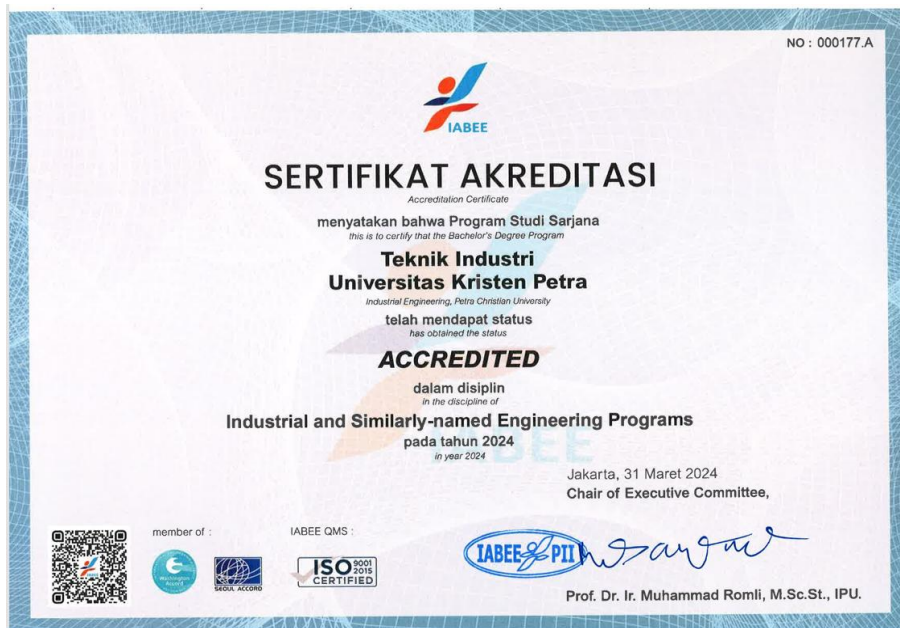 NO : 000177.A
IABEE
SERTIFIKAT AKREDITASI
Accreditation Certificate
menyatakan bahwa Program Studi Sarjana
this is to certify that the Bachelor's Degree Program
Teknik Industri
Universitas Kristen Petra
Industrial Engineering, Petra Christian University
telah mendapat status
has obtained the status
ACCREDITED
dalam disiplin
in the discipline of
Industrial and Similarly-named Engineering Programs
pada tahun 2024
in year 2024
IABEE
Jakarta, 31 Maret 2024
Chair of Executive Committee,
member of :
IABEE QMS :
Washington Accord
SEOUL ACCORD
ISO 9001 2015
CERTIFIED
IABEE PII
Prof. Dr. Ir. Muhammad Romli, M.Sc.St., IPU.